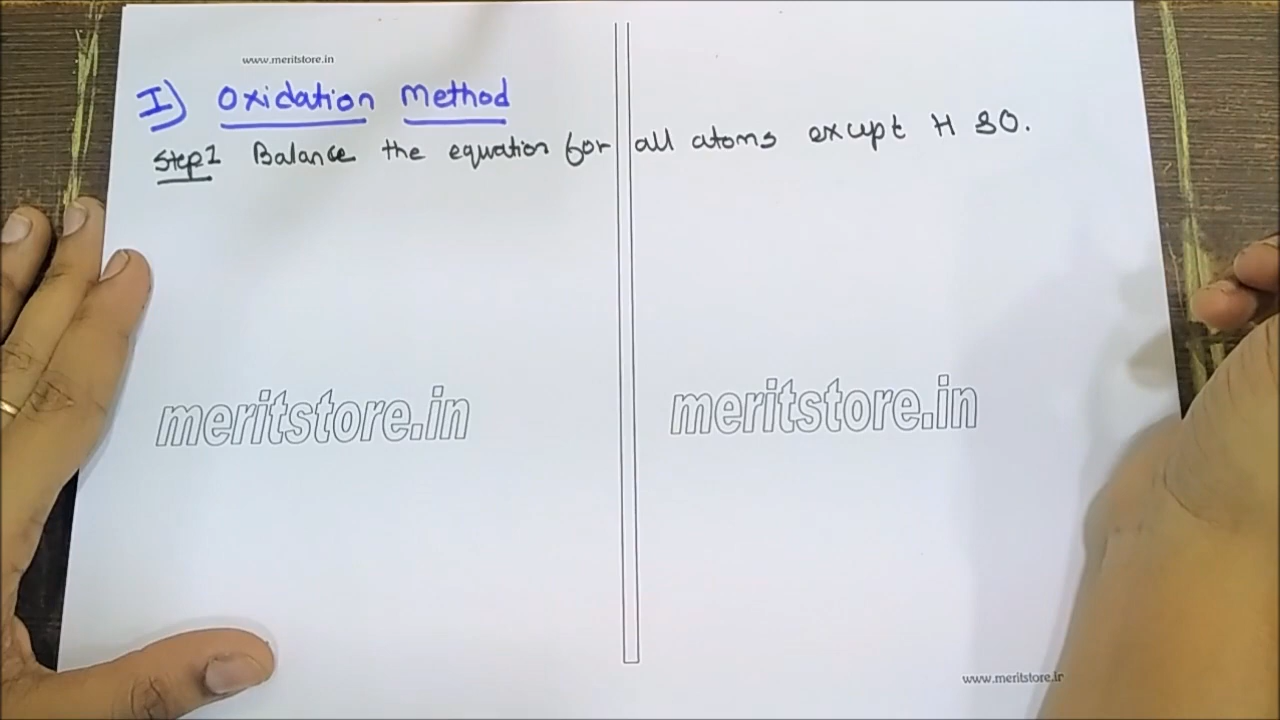 www.meritstore.in
I) Oxidation Method
Step1 Balance the equation for all atoms except H & O.
meritstore.in
meritstore.in
www.meritstore.ir